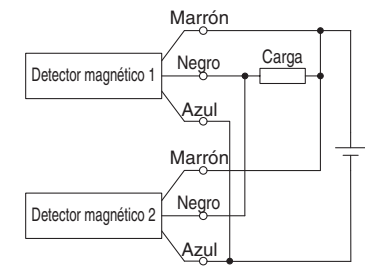 Marrón
Negro
Carga
Detector magnético 1
Azul
Marrón
Negro
Detector magnético 2
Azul